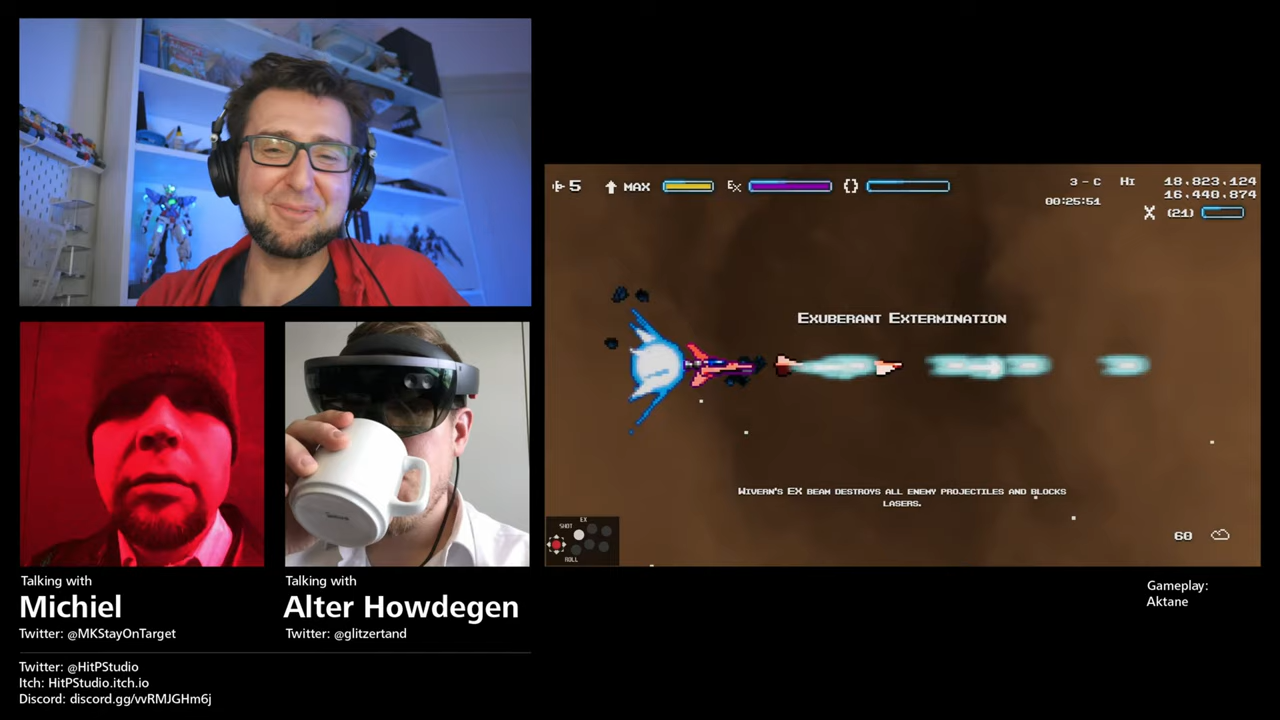 5
MAX
EX
3 - C
HI
18.823.124
16.440.874
00:25:51
(21)
EXUBERANT EXTERMINATION
WIVERN'S EX BEAM DESTROYS ALL ENEMY PROJECTILES AND BLOCKS
LASERS.
EX
SHOT
ROLL
60
Talking with
Michiel
Twitter: @MKStayOnTarget
Talking with
Alter Howdegen
Twitter: @glitzertand
Gameplay:
Aktane
Twitter: @HitPStudio
Itch: HitPStudio.itch.io
Discord: discord.gg/vvRMJGHm6j